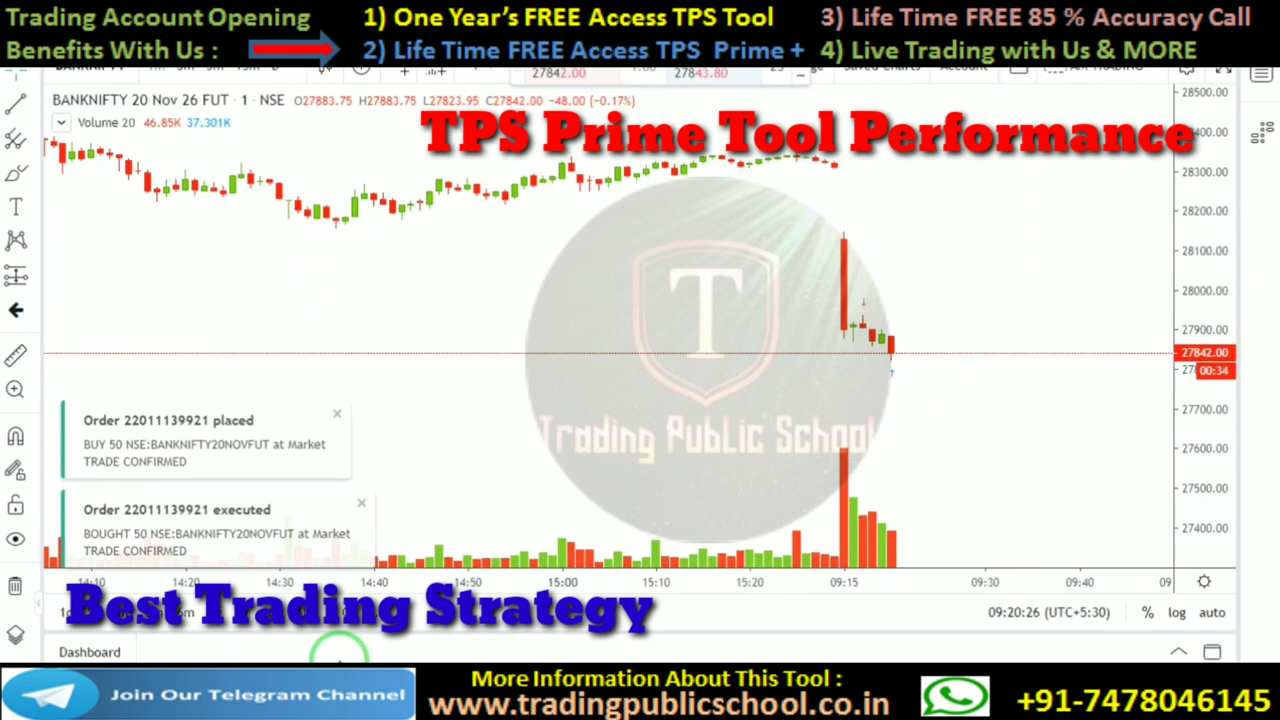 Trading Account Opening
Benefits With Us :
1) One Year's FREE Access TPS Tool
2) Life Time FREE Access TPS Prime +
3) Life Time FREE 85 % Accuracy Call
4) Live Trading with Us & MORE
27842.00
27843.80
BANKNIFTY 20 Nov 26 FUT · 1 · NSE O27883.75 H27883.75 L27823.95 C27842.00 −48.00 (−0.17%)
Volume 20 46.85K 37.301K
TPS Prime Tool Performance
28500.00
28300.00
28200.00
28100.00
28000.00
27900.00
27842.00
00:34
27700.00
27600.00
27500.00
27400.00
T
Trading Public School
Order 22011139921 placed
BUY 50 NSE:BANKNIFTY20NOVFUT at Market
TRADE CONFIRMED
Order 22011139921 executed
BOUGHT 50 NSE:BANKNIFTY20NOVFUT at Market
TRADE CONFIRMED
14:10 14:20 14:30 14:40 14:50 15:00 15:10 15:20 09:15 09:30 09:40
Best Trading Strategy
09:20:26 (UTC+5:30) % log auto
Dashboard
Join Our Telegram Channel
More Information About This Tool :
www.tradingpublicschool.co.in
+91-7478046145